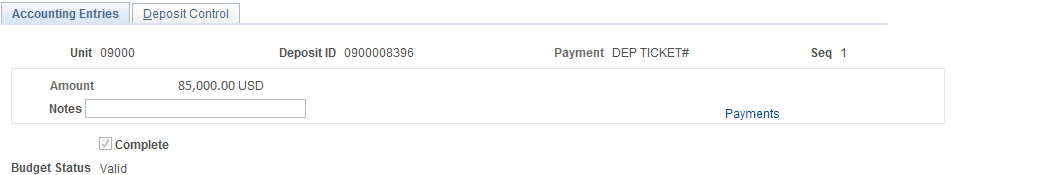 Accounting Entries Deposit Control
Unit 09000 Deposit ID 0900008396 Payment DEP TICKET# Seq 1
Amount 85,000.00 USD
Notes
Payments
Complete
Budget Status Valid